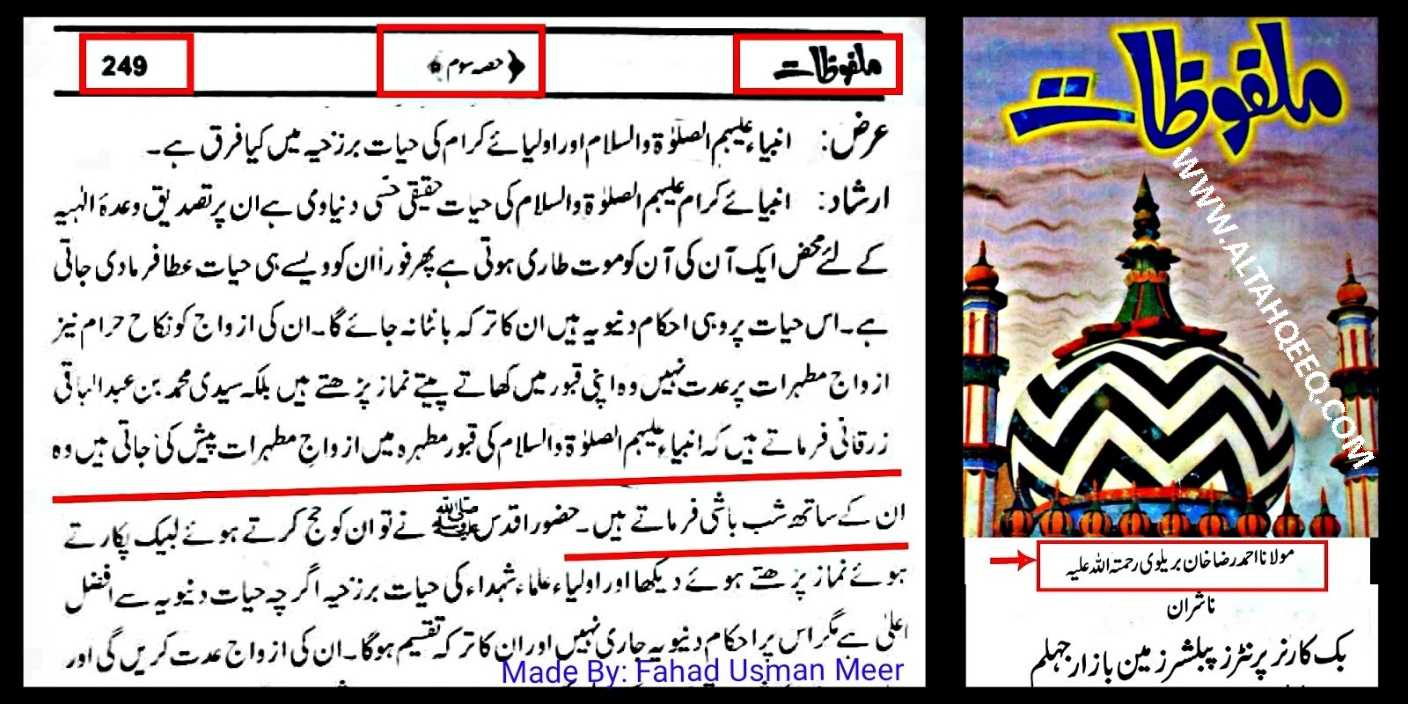 ملفوظات
﴿حصہ سوم﴾
249
عرض: انبیاء علیہم الصلوٰۃ والسلام اور اولیائے کرام کی حیات برزخیہ میں کیا فرق ہے۔
ارشاد: انبیائے کرام علیہم الصلوٰۃ والسلام کی حیات حقیقی حسی دنیاوی ہے ان پر تصدیق وعدۂ الٰہیہ
کے لئے محض ایک آن کی آن کو موت طاری ہوتی ہے پھر فوراً ان کو ویسے ہی حیات عطا فرمادی جاتی
ہے۔ اس حیات پر وہی احکام دنیویہ ہیں ان کا ترکہ بانٹا نہ جائے گا۔ ان کی ازواج کو نکاح حرام نیز
ازواج مطہرات پر عدت نہیں وہ اپنی قبور میں کھاتے پیتے نماز پڑھتے ہیں بلکہ سیدی محمد بن عبدالباقی
زرقانی فرماتے ہیں کہ انبیاء علیہم الصلوٰۃ والسلام کی قبور مطہرہ میں ازواج مطہرات پیش کی جاتی ہیں وہ
ان کے ساتھ شب باشی فرماتے ہیں۔ حضور اقدس ﷺ نے تو ان کو حج کرتے ہوئے لبیک پکارتے
ہوئے نماز پڑھتے ہوئے دیکھا اور اولیاء علماء شہداء کی حیات برزخیہ اگرچہ حیات دنیویہ سے افضل
اعلیٰ ہے مگر اس پر احکام دنیویہ جاری نہیں اور ان کا ترکہ تقسیم ہوگا۔ ان کی ازواج عدت کریں گی اور
Made By: Fahad Usman Meer
ملفوظات
WWW.ALTAHQEEQ.COM
مولانا احمد رضا خان بریلوی رحمتہ اللہ علیہ
ناشران
بک کارنر پرنٹرز پبلشرز مین بازار جہلم